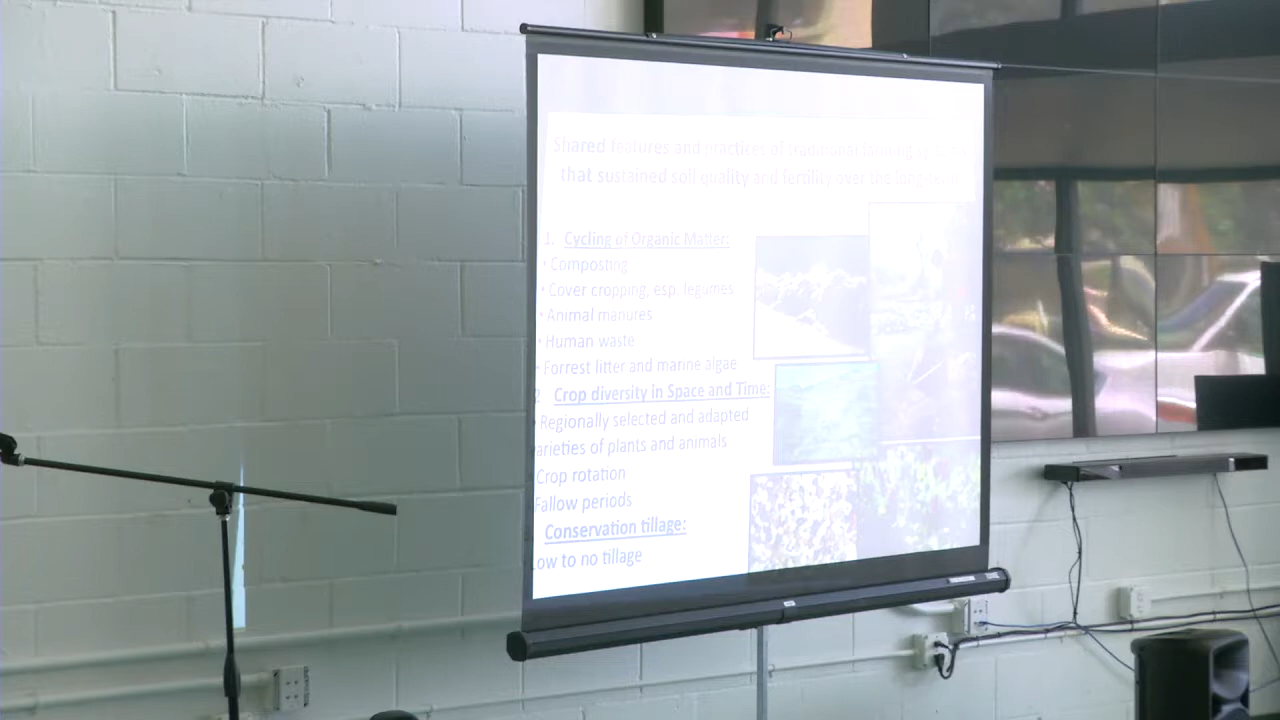 Shared features and practices of traditional farming
that sustained soil quality and fertility over the long
1. Cycling of Organic Matter:
• Composting
• Cover cropping, esp. legumes
• Animal manures
• Human waste
• Forrest litter and marine algae
2 Crop diversity in Space and Time:
• Regionally selected and adapted
arieties of plants and animals
Crop rotation
Fallow periods
Conservation tillage:
Low to no tillage